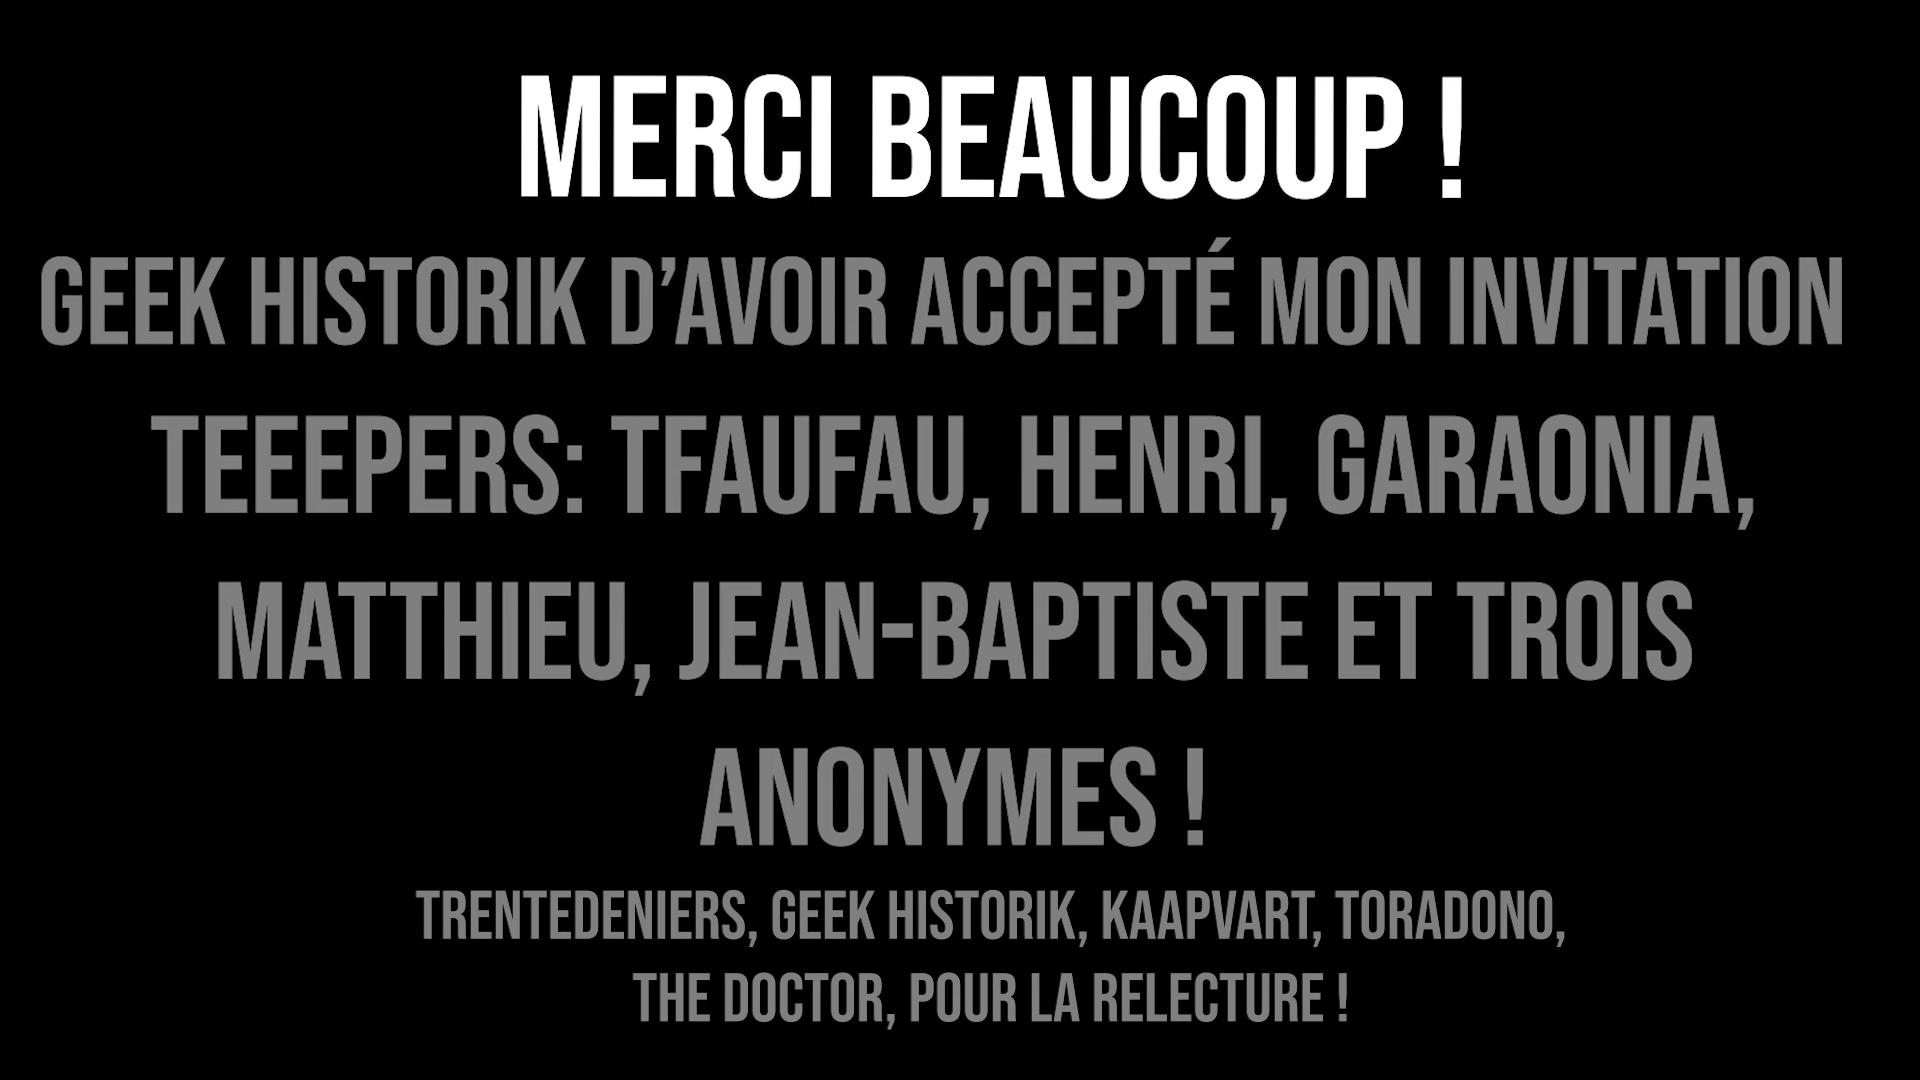 MERCI BEAUCOUP !
GEEK HISTORIK D’AVOIR ACCEPTÉ MON INVITATION
TEEEPERS: TFAUFAU, HENRI, GARAONIA,
MATTHIEU, JEAN-BAPTISTE ET TROIS
ANONYMES !
TRENTEDENIERS, GEEK HISTORIK, KAAPVART, TORADONO,
THE DOCTOR, POUR LA RELECTURE !